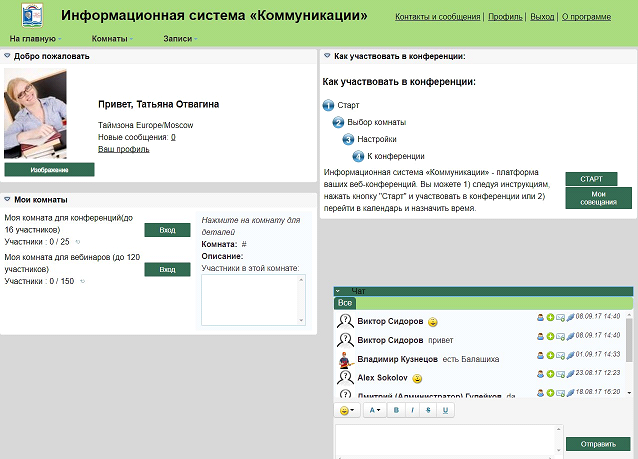 Информационная система «Коммуникации»
Контакты и сообщения | Профиль | Выход | О программе
На главную Комнаты Записи
Добро пожаловать
Привет, Татьяна Отвагина
Таймзона Europe/Moscow
Новые сообщения: 0
Ваш профиль
Изображение
Мои комнаты
Моя комната для конференций(до
16 участников)
Участники : 0 / 25
Вход
Моя комната для вебинаров (до 120
участников)
Участники : 0 / 150
Вход
Нажмите на комнату для
деталей
Комната: #
Описание:
Участники в этой комнате:
Как участвовать в конференции:
Как участвовать в конференции:
1 Старт
2 Выбор комнаты
3 Настройки
4 К конференции
Информационная система «Коммуникации» - платформа
ваших веб-конференций. Вы можете 1) следуя инструкциям,
нажать кнопку "Старт" и участвовать в конференции или 2)
перейти в календарь и назначить время.
СТАРТ
Мои
совещания
Чат
Все
Виктор Сидоров 08.09.17 14:40
Виктор Сидоров привет 08.09.17 14:40
Владимир Кузнецов есть Балашиха 01.09.17 14:33
Alex Sokolov 23.08.17 12:23
Дмитрий (Администратор) Гулейков da 18.08.17 16:20
A B I S U
Отправить